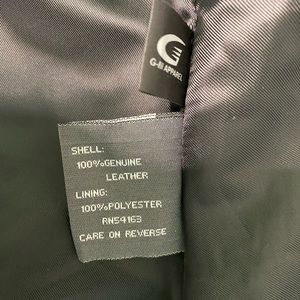 G-III APPAREL
SHELL:
100%GENUINE
LEATHER
LINING:
100%POLYESTER
RN54163
CARE ON REVERSE